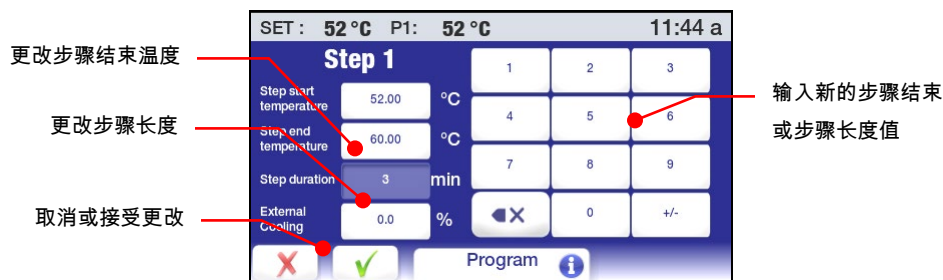 SET : 52 °C P1: 52 °C 11:44 a
更改步骤结束温度
更改步骤长度
取消或接受更改
Step 1
Step start
temperature
52.00 °C
Step end
temperature
60.00 °C
Step duration 3 min
External
Cooling
0.0 %
1 2 3
4 5 6
7 8 9
0 +/-
Program
输入新的步骤结束
或步骤长度值